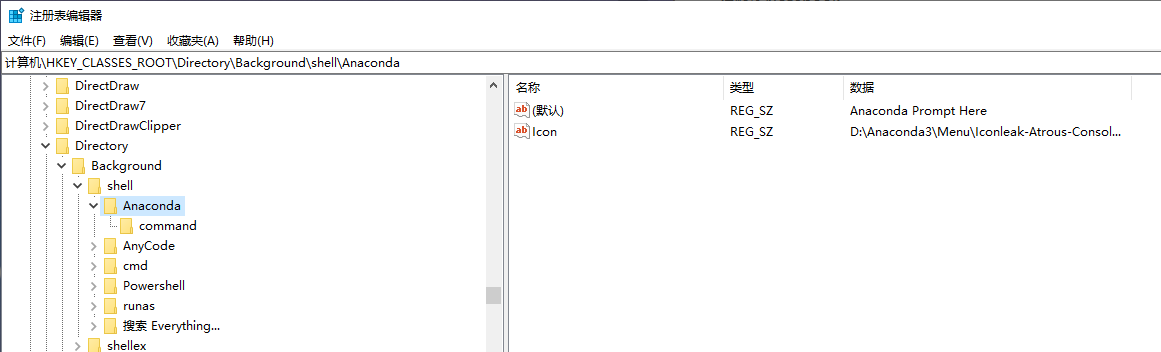 注册表编辑器
文件(F) 编辑(E) 查看(V) 收藏夹(A) 帮助(H)
计算机\HKEY_CLASSES_ROOT\Directory\Background\shell\Anaconda
DirectDraw
DirectDraw7
DirectDrawClipper
Directory
Background
shell
Anaconda
command
AnyCode
cmd
Powershell
runas
搜索 Everything...
shellex
名称 类型 数据
ab (默认) REG_SZ Anaconda Prompt Here
ab Icon REG_SZ D:\Anaconda3\Menu\Iconleak-Atrous-Consol...